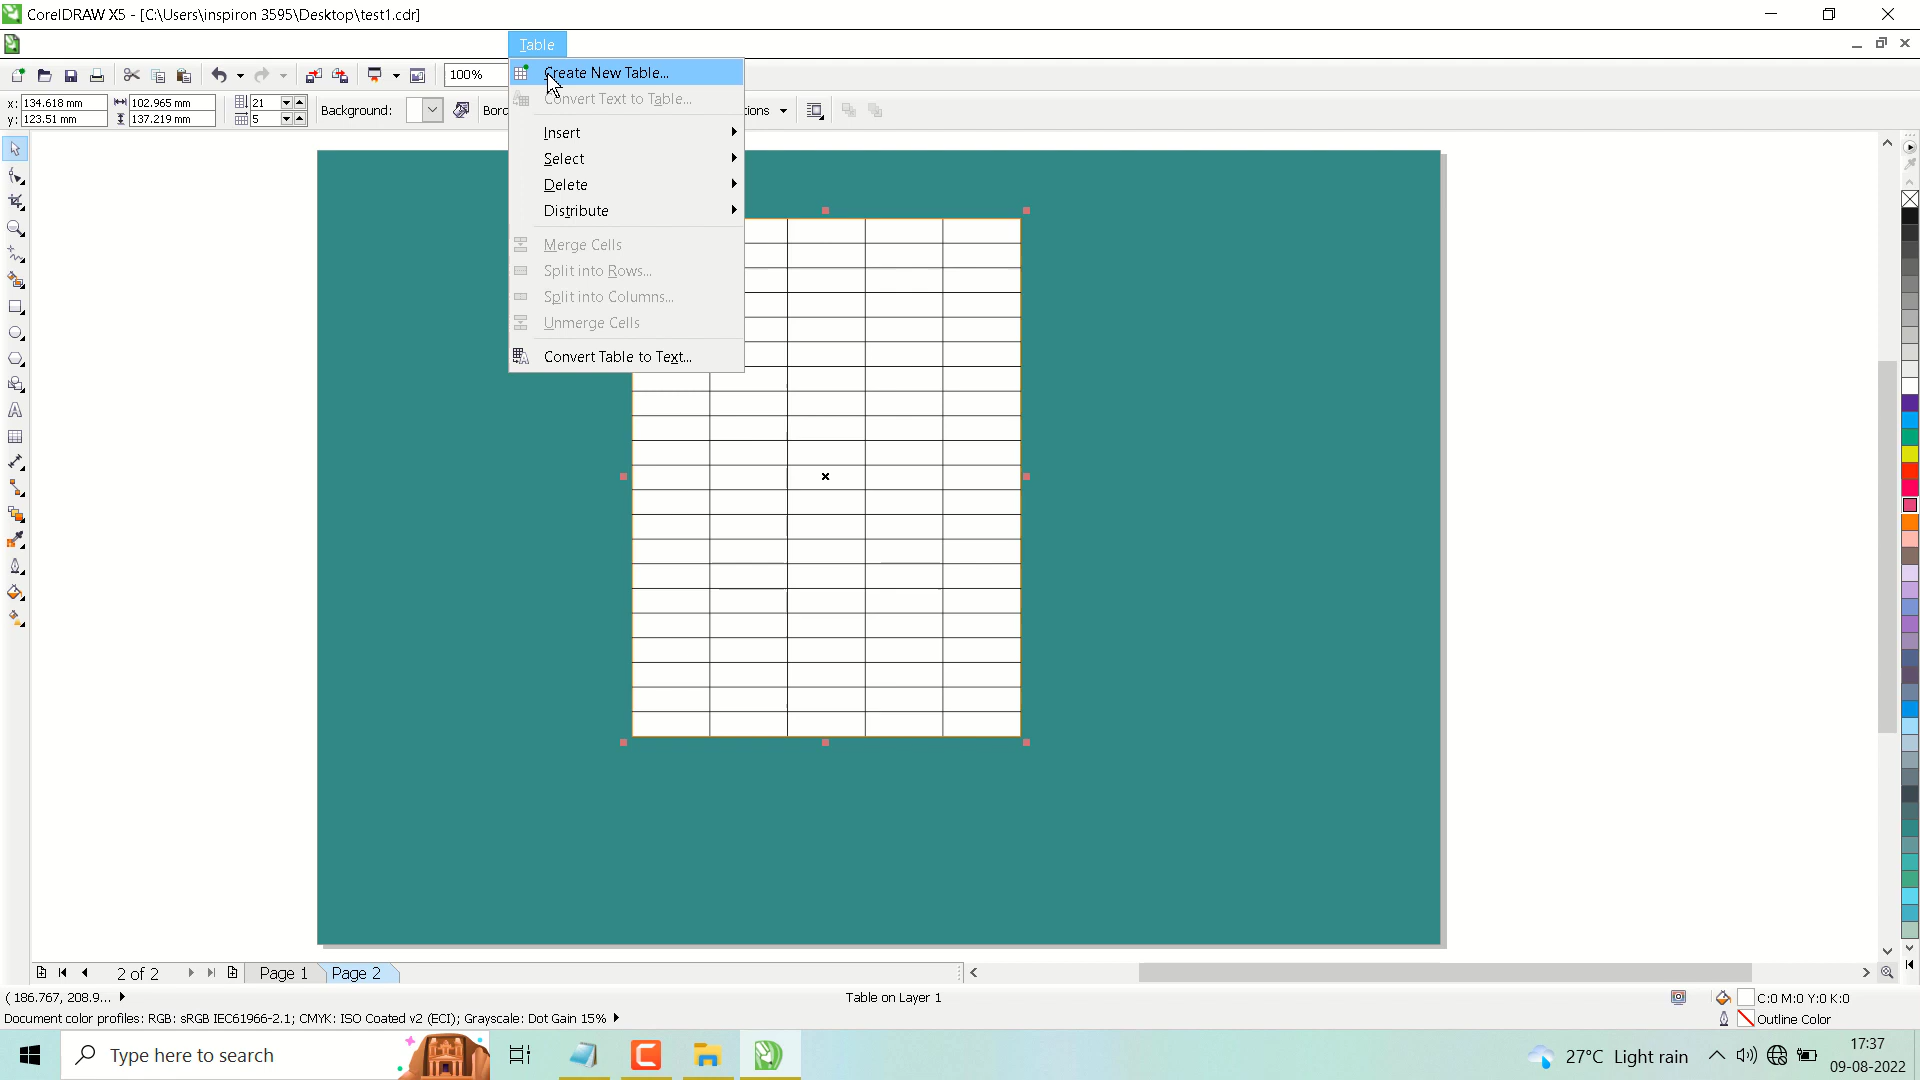 CorelDRAW X5 - [C:\Users\inspiron 3595\Desktop\test1.cdr]
Table
100%
x: 134.618 mm 102.965 mm 21 Background:
y: 123.51 mm 137.219 mm 5
Create New Table...
Convert Text to Table...
Insert
Select
Delete
Distribute
Merge Cells
Split into Rows...
Split into Columns...
Unmerge Cells
Convert Table to Text...
2 of 2 Page 1 Page 2
(186.767, 208.9... Table on Layer 1 C:0 M:0 Y:0 K:0
Document color profiles: RGB: sRGB IEC61966-2.1; CMYK: ISO Coated v2 (ECI); Grayscale: Dot Gain 15% Outline Color
Type here to search 27°C Light rain 17:37
09-08-2022